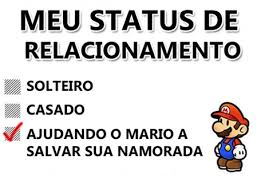 MEU STATUS DE
RELACIONAMENTO
SOLTEIRO
CASADO
AJUDANDO O MARIO A
SALVAR SUA NAMORADA